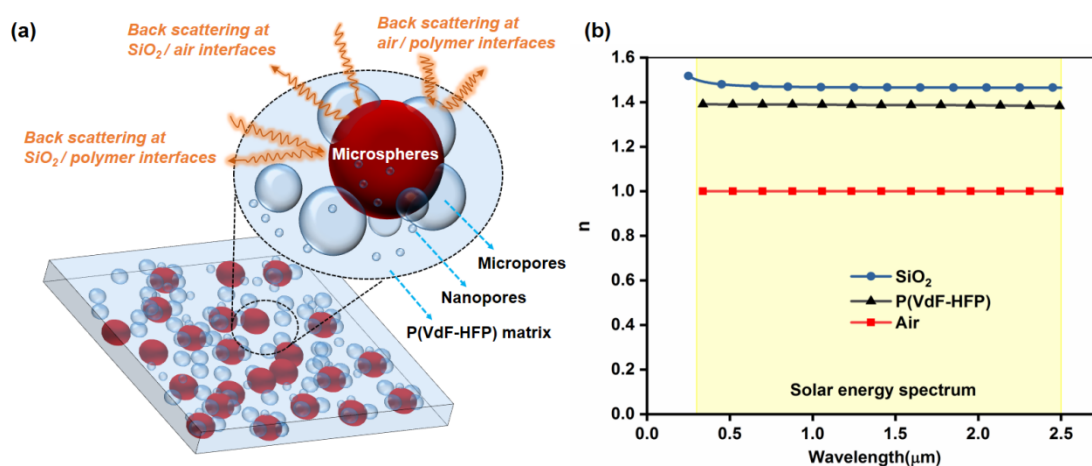 (a)
Back scattering at
SiO₂ / air interfaces
Back scattering at
air / polymer interfaces
Back scattering at
SiO₂ / polymer interfaces
Microspheres
Micropores
Nanopores
P(VdF-HFP) matrix
(b)
1.6
1.4
1.2
1.0
0.8
0.6
0.4
0.2
0.0
n
SiO₂
P(VdF-HFP)
Air
Solar energy spectrum
0.0 0.5 1.0 1.5 2.0 2.5
Wavelength(μm)